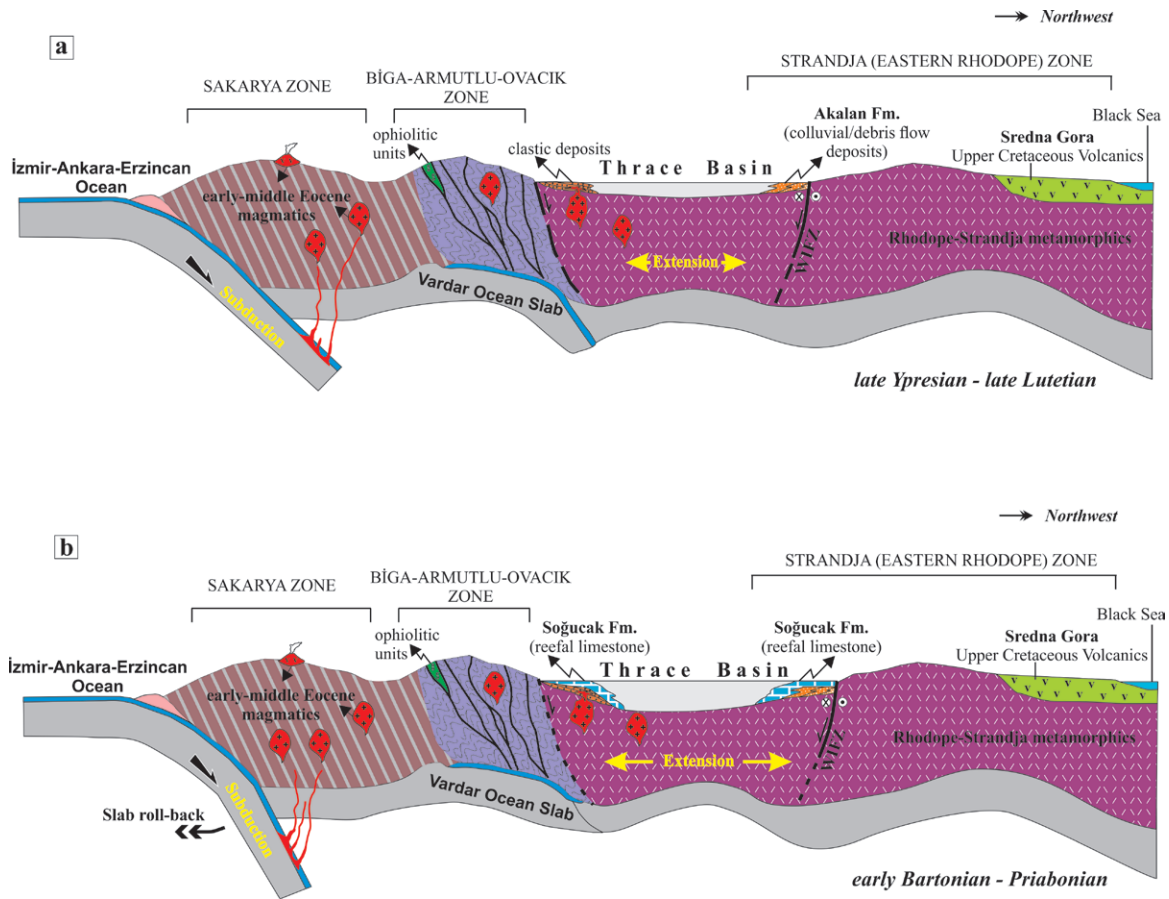 Northwest
a
STRANDJA (EASTERN RHODOPE) ZONE
BİGA-ARMUTLU-OVACIK
ZONE
SAKARYA ZONE
Black Sea
Akalan Fm.
(colluvial/debris flow
deposits)
Sredna Gora
Upper Cretaceous Volcanics
ophiolitic
units
clastic deposits
Thrace Basin
İzmir-Ankara-Erzincan
Ocean
early-middle Eocene
magmatics
Rhodope-Strandja metamorphics
Extension
WIFZ
Vardar Ocean Slab
Subduction
late Ypresian - late Lutetian
Northwest
b
STRANDJA (EASTERN RHODOPE) ZONE
BİGA-ARMUTLU-OVACIK
ZONE
SAKARYA ZONE
Black Sea
Soğucak Fm.
(reefal limestone)
Soğucak Fm.
(reefal limestone)
Sredna Gora
Upper Cretaceous Volcanics
ophiolitic
units
Thrace Basin
İzmir-Ankara-Erzincan
Ocean
early-middle Eocene
magmatics
Rhodope-Strandja metamorphics
Extension
WIFZ
Vardar Ocean Slab
Subduction
Slab roll-back
early Bartonian - Priabonian